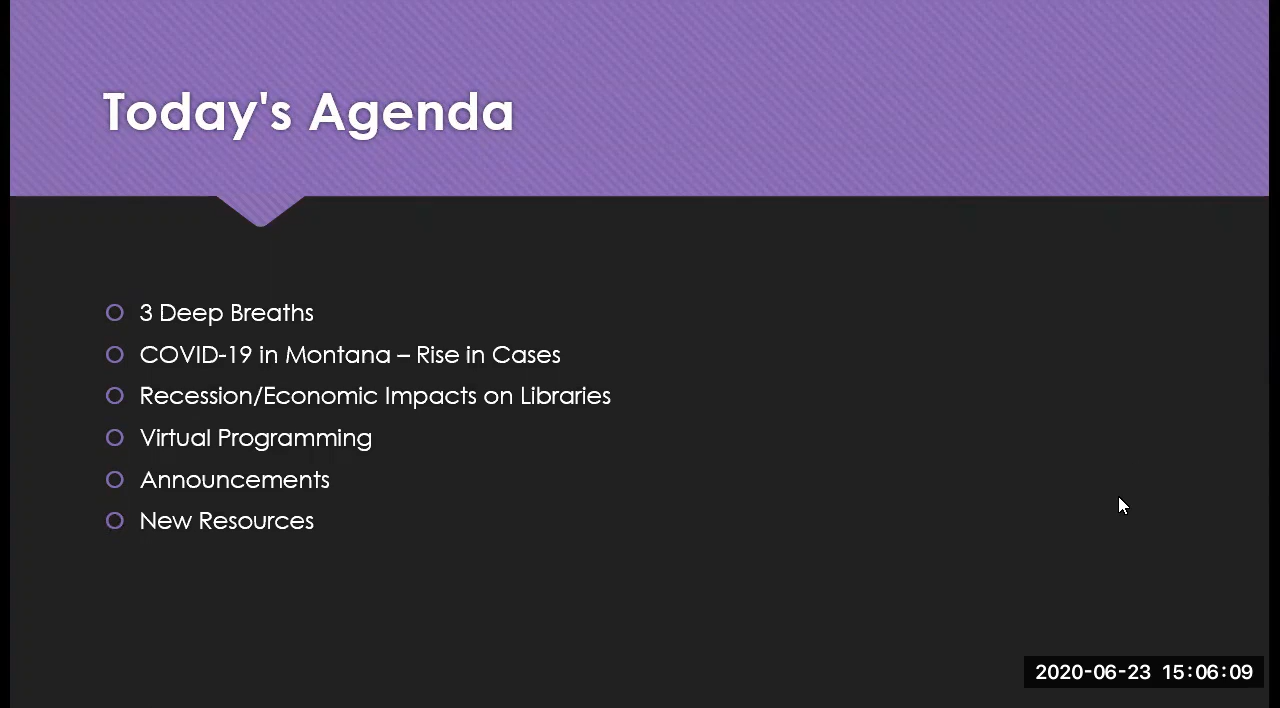 Today's Agenda
3 Deep Breaths
COVID-19 in Montana – Rise in Cases
Recession/Economic Impacts on Libraries
Virtual Programming
Announcements
New Resources
2020-06-23 15:06:09